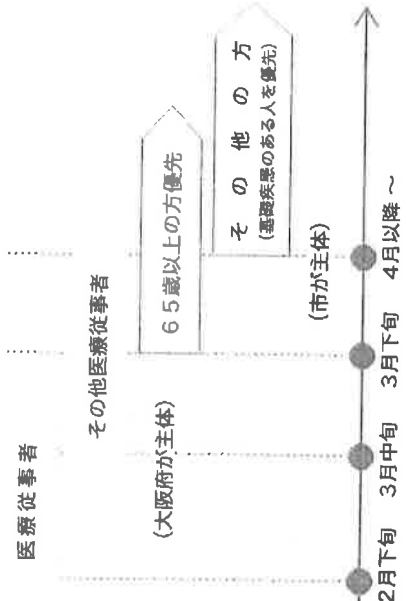 医療従事者
その他医療従事者
(大阪府が主体)
65歳以上の方優先
その他の方
(基礎疾患のある人を優先)
(市が主体)
2月下旬
3月中旬
3月下旬
4月以降～